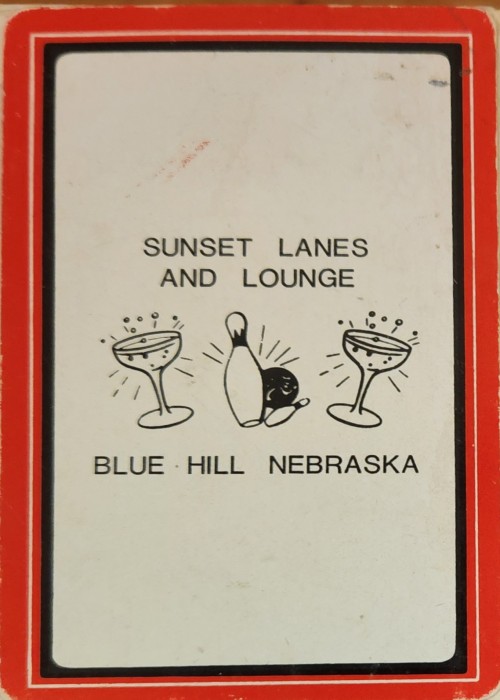 SUNSET LANES
AND LOUNGE
BLUE HILL NEBRASKA